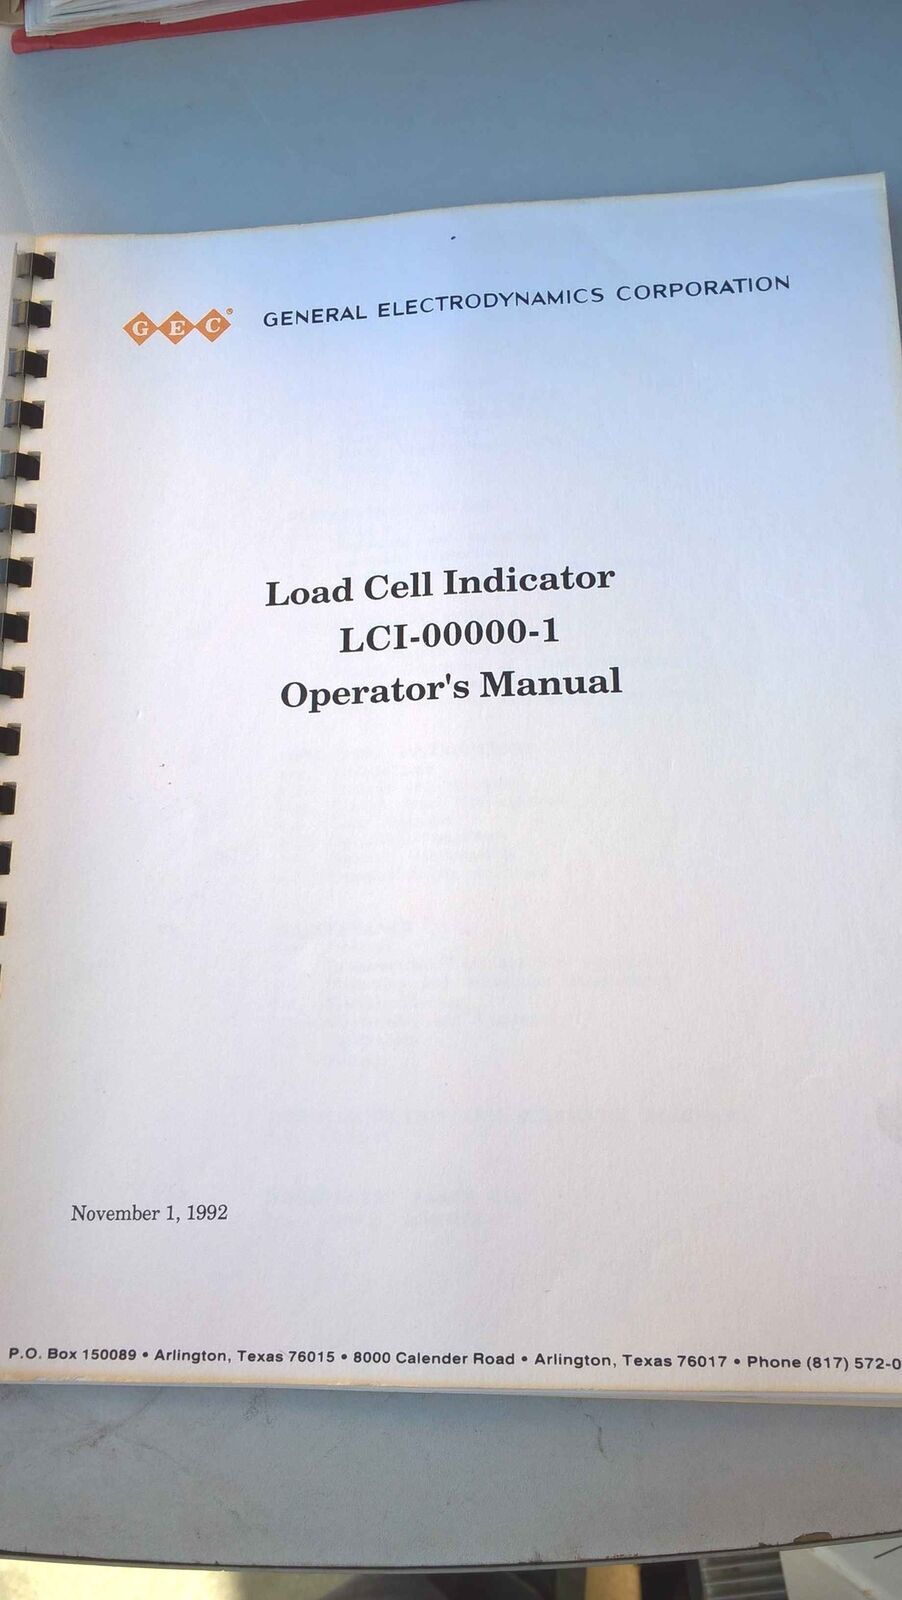 GEC® GENERAL ELECTRODYNAMICS CORPORATION
Load Cell Indicator
LCI-00000-1
Operator's Manual
November 1, 1992
P.O. Box 150089 • Arlington, Texas 76015 • 8000 Calender Road • Arlington, Texas 76017 • Phone (817) 572-0